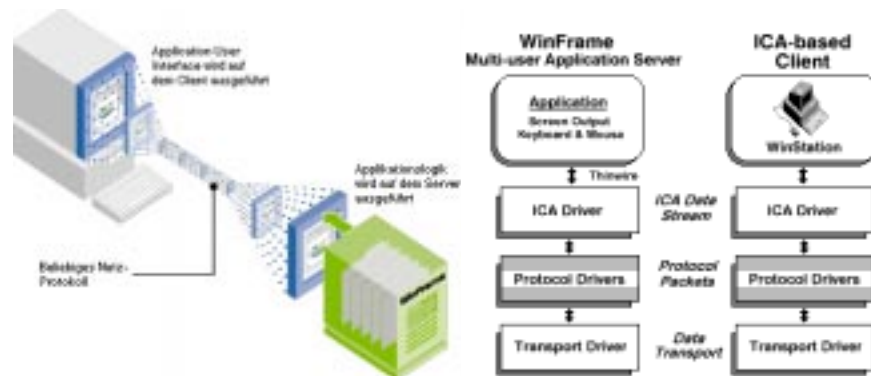 Application User
Interface wird auf
dem Client ausgeführt
Applikationslogik
wird auf dem Server
ausgeführt
Beliebiges Netz-
Protokoll
WinFrame
WinFrame
Multi-user Application Server
Application
Screen Output
Keyboard & Mouse
Thinwire
ICA Driver
Protocol Drivers
Transport Driver
ICA Data
Stream
Protocol
Packets
Data
Transport
ICA-based
Client
WinStation
ICA Driver
Protocol Drivers
Transport Driver